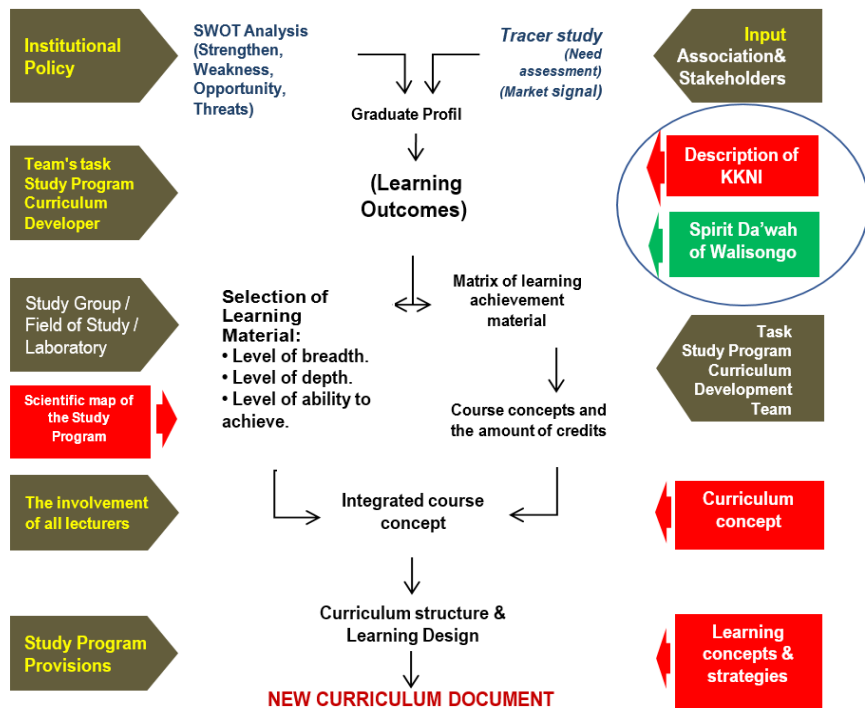 Institutional
Policy
SWOT Analysis
(Strengthen,
Weakness,
Opportunity,
Threats)
Tracer study
(Need
assessment)
(Market signal)
Input
Association&
Stakeholders
Graduate Profil
Team's task
Study Program
Curriculum
Developer
(Learning
Outcomes)
Description of
KKNI
Spirit Da’wah
of Walisongo
Study Group /
Field of Study /
Laboratory
Selection of
Learning
Material:
• Level of breadth.
• Level of depth.
• Level of ability to
achieve.
Matrix of learning
achievement
material
Task
Study Program
Curriculum
Development
Team
Scientific map of
the Study
Program
Course concepts and
the amount of credits
The involvement
of all lecturers
Integrated course
concept
Curriculum
concept
Curriculum structure &
Learning Design
Study Program
Provisions
Learning
concepts &
strategies
NEW CURRICULUM DOCUMENT